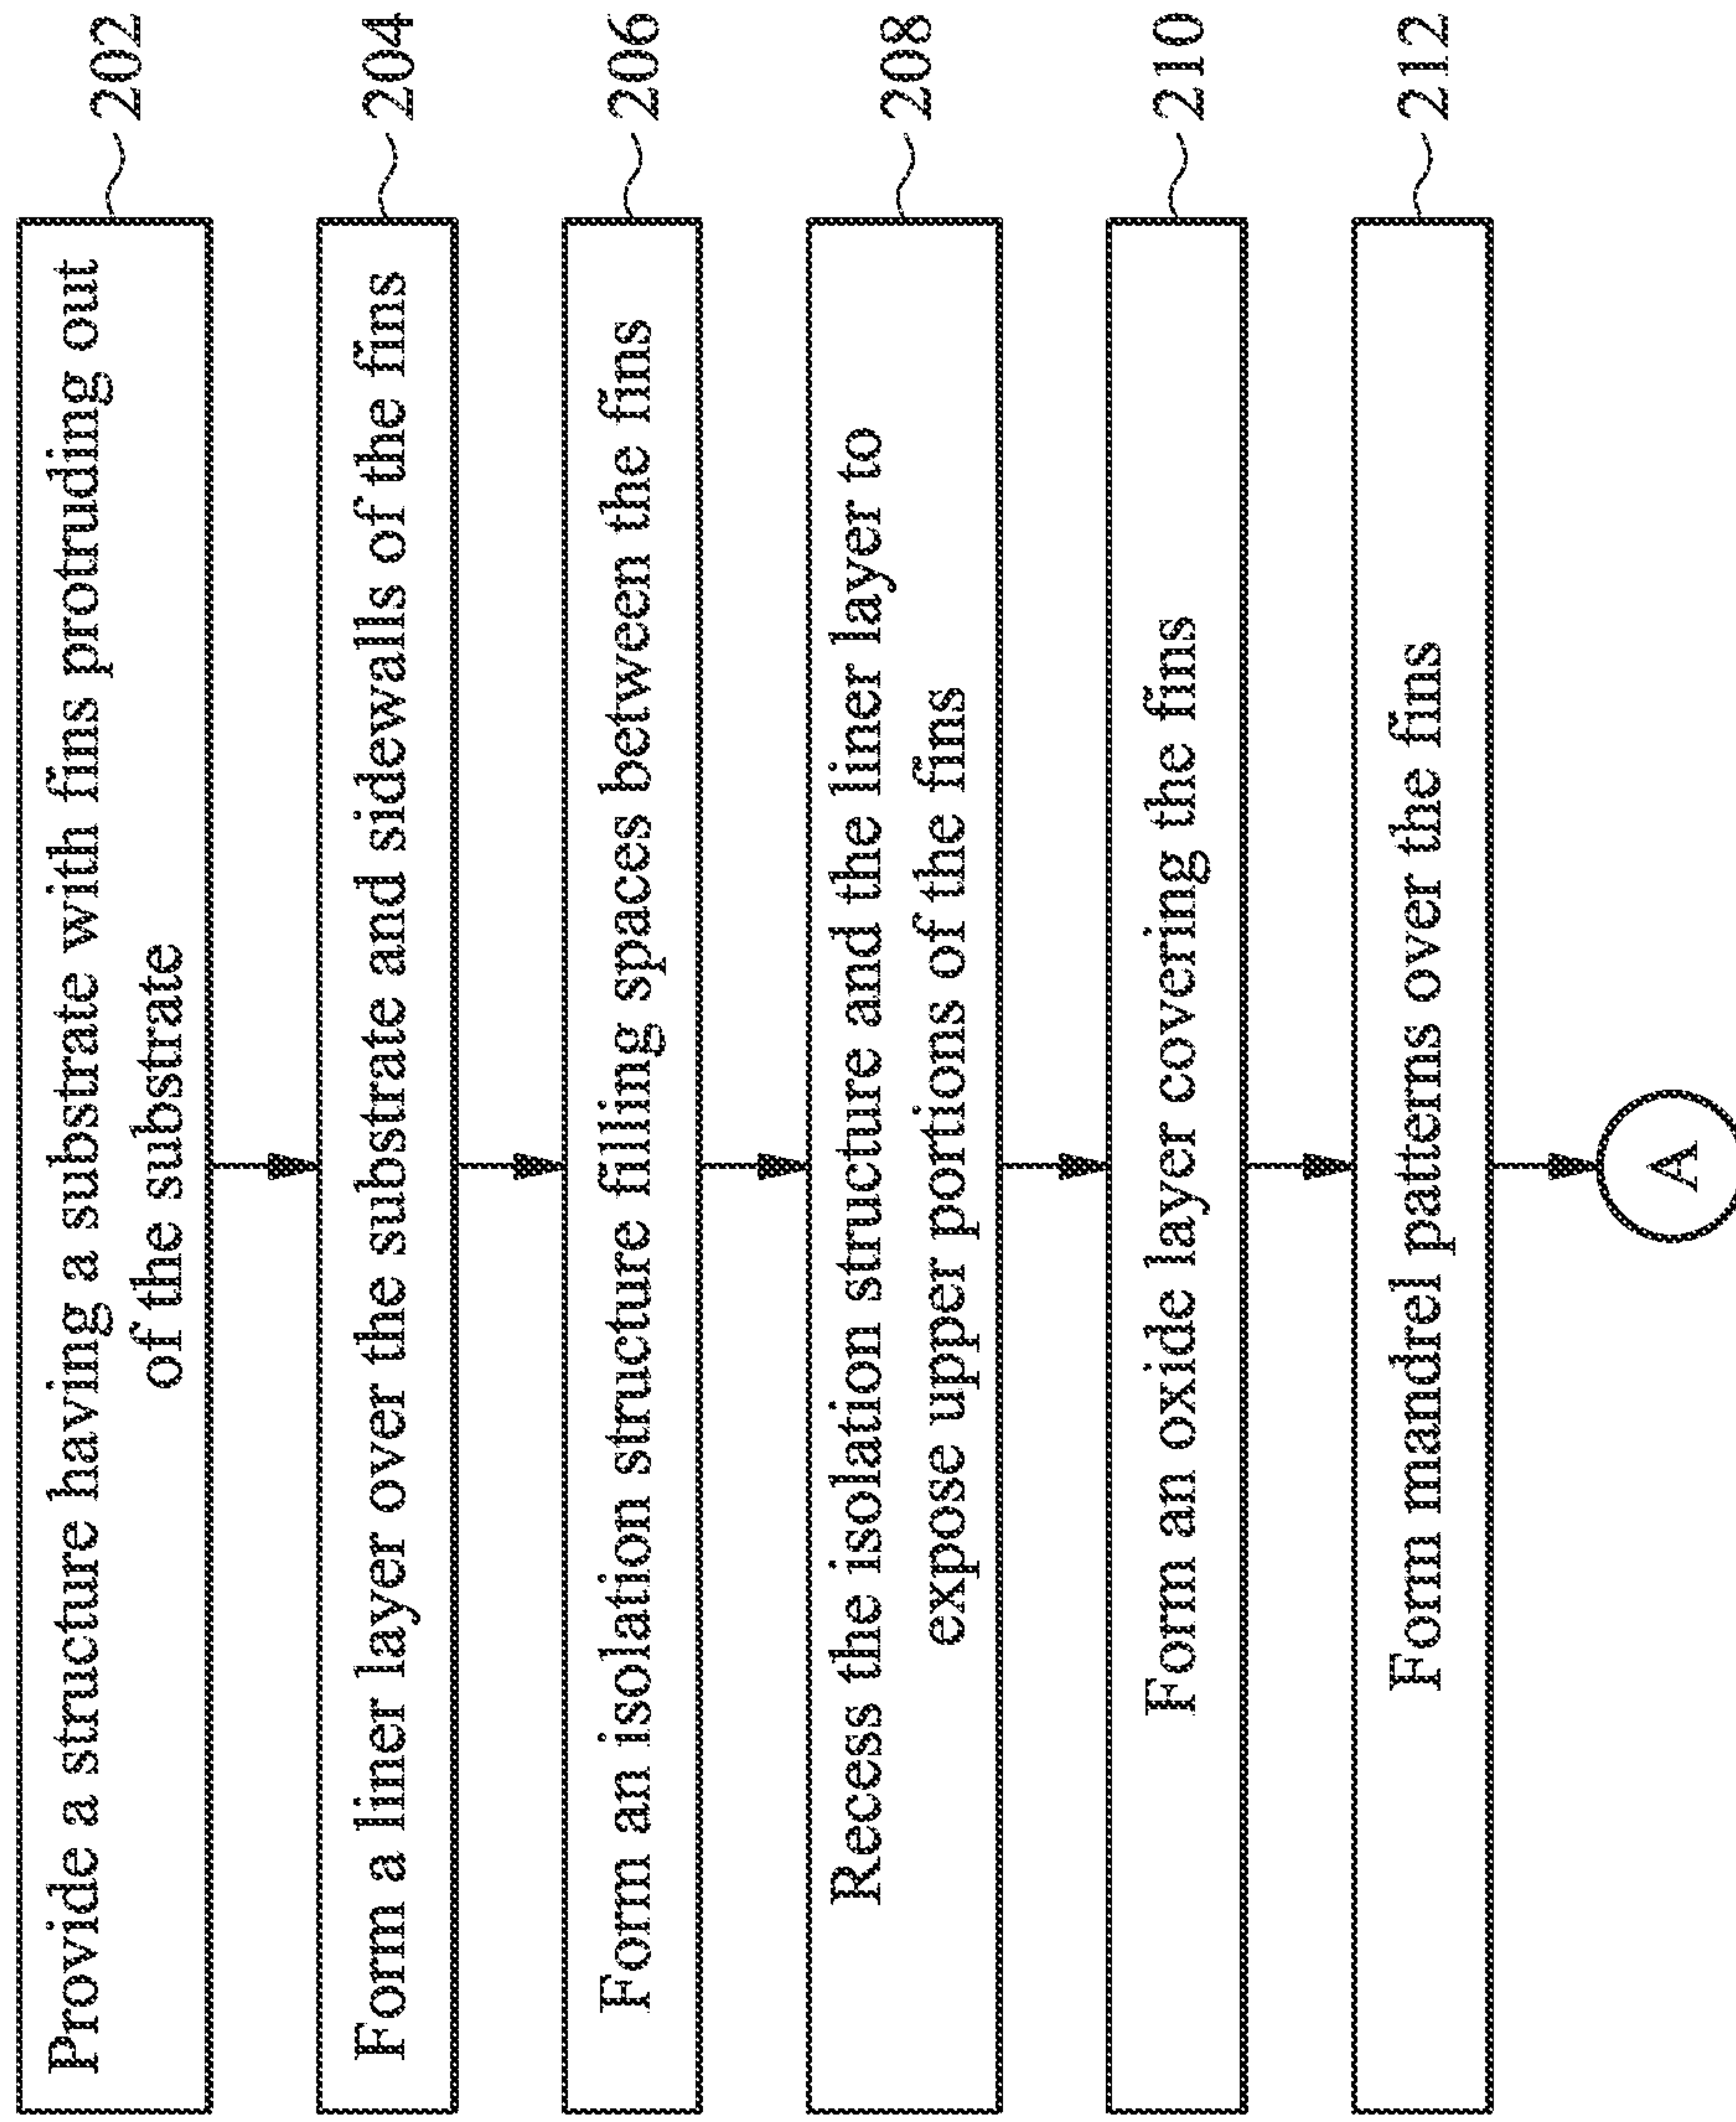 Provide a structure having a substrate with fins protruding out
of the substrate
202
Form a liner layer over the substrate and sidewalls of the fins
204
Form an isolation structure filling spaces between the fins
206
Recess the isolation structure and the liner layer to
expose upper portions of the fins
208
Form an oxide layer covering the fins
210
Form mandrel patterns over the fins
212
A